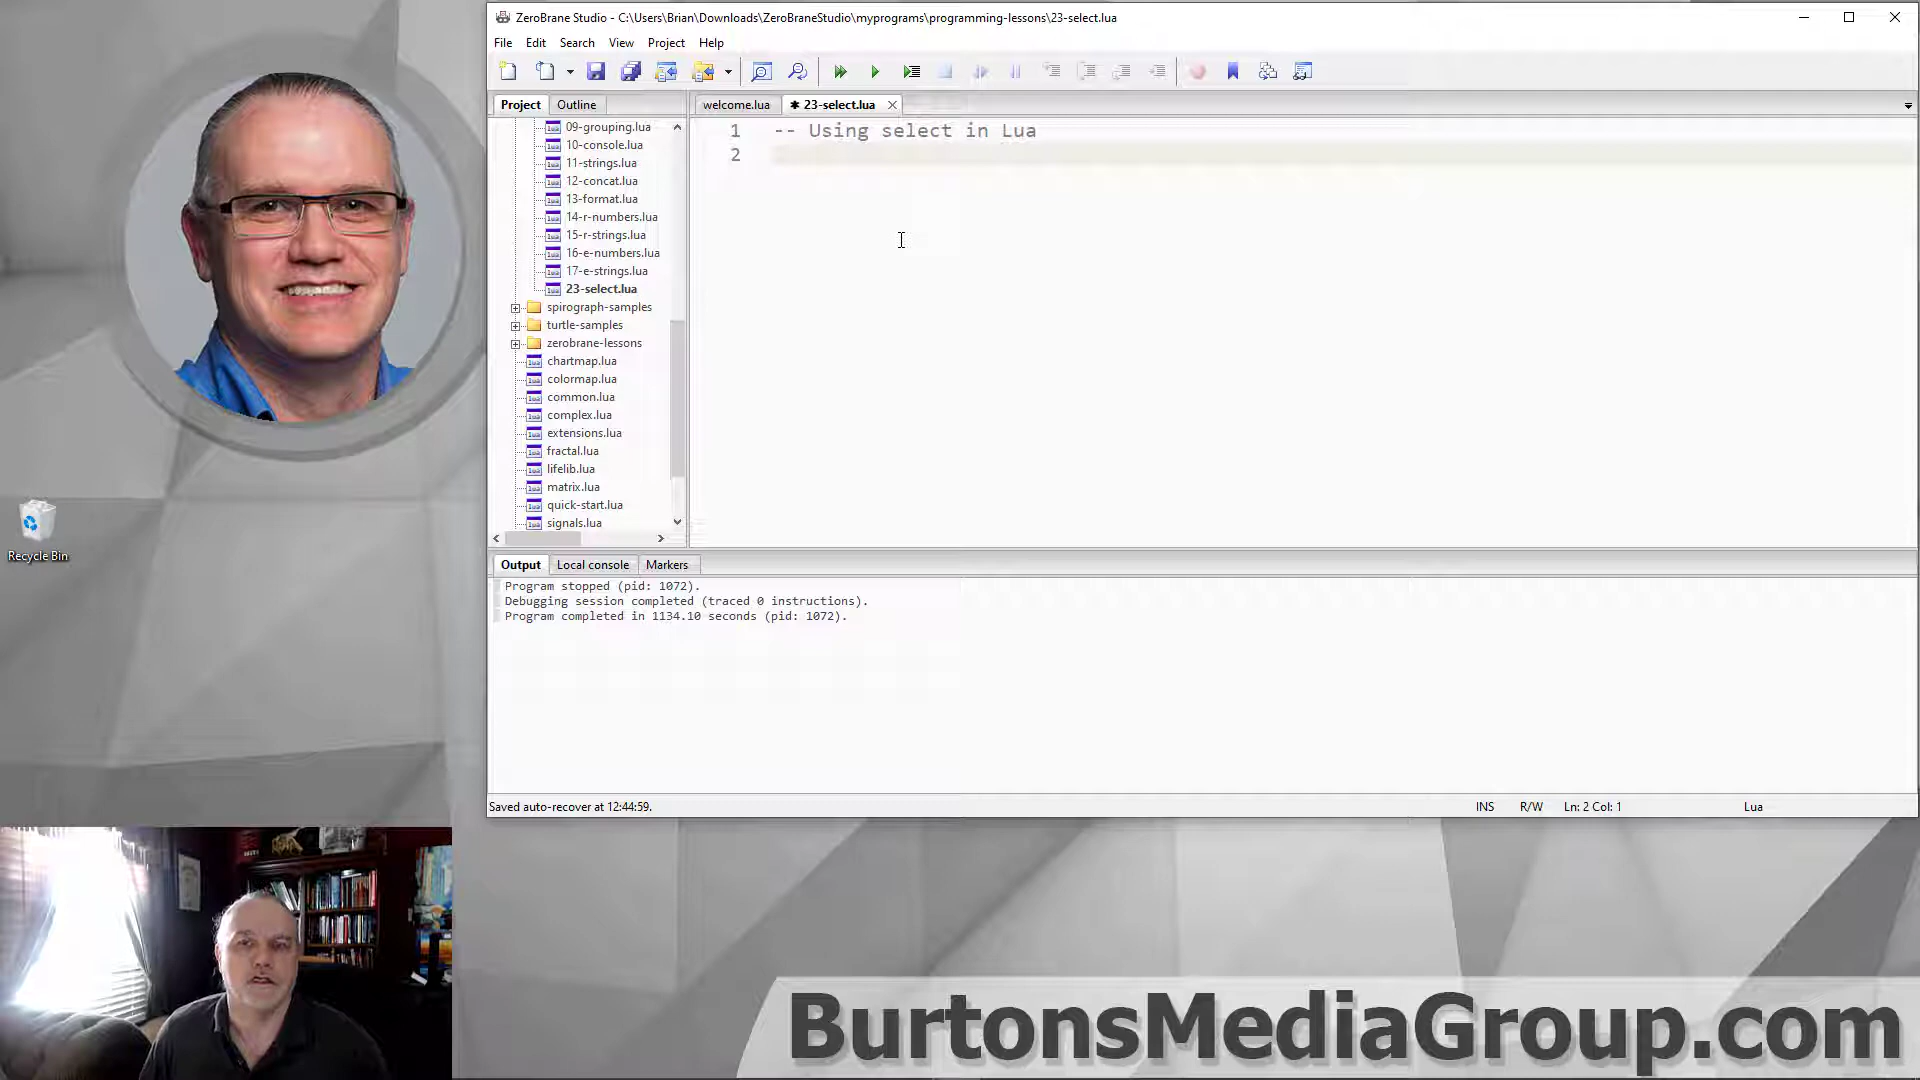 ZeroBrane Studio - C:\Users\Brian\Downloads\ZeroBraneStudio\myprograms\programming-lessons\23-select.lua
File Edit Search View Project Help
Project Outline
welcome.lua ✱ 23-select.lua
09-grouping.lua
10-console.lua
11-strings.lua
12-concat.lua
13-format.lua
14-r-numbers.lua
15-r-strings.lua
16-e-numbers.lua
17-e-strings.lua
23-select.lua
spirograph-samples
turtle-samples
zerobrane-lessons
chartmap.lua
colormap.lua
common.lua
complex.lua
extensions.lua
fractal.lua
lifelib.lua
matrix.lua
quick-start.lua
signals.lua
1 -- Using select in Lua
2
Output Local console Markers
Program stopped (pid: 1072).
Debugging session completed (traced 0 instructions).
Program completed in 1134.10 seconds (pid: 1072).
Saved auto-recover at 12:44:59. INS R/W Ln: 2 Col: 1 Lua
Recycle Bin
BurtonsMediaGroup.com